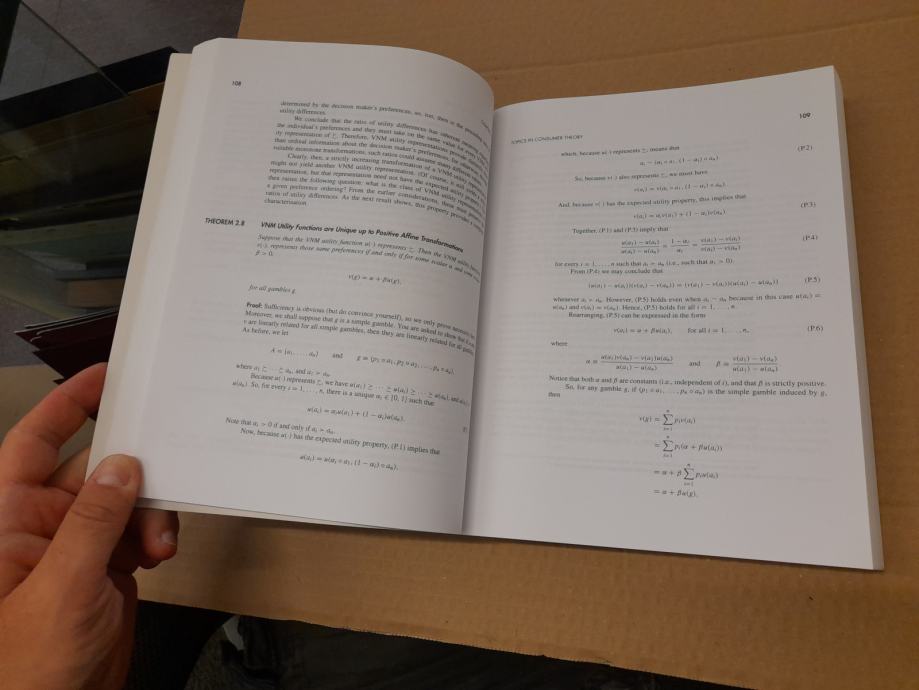 108
determined by the decision maker's preferences, so, too, then is the
utility differences.
We conclude that the ratio of utility differences has inherent meaning
the individual's preferences and they must take on the same value for every
ity representation of ≿. Therefore, VNM utility representations provide
than ordinal information about the decision maker's preferences, for
suitable monotone transformations, such ratios could assume many different
Clearly, then, a strictly increasing transformation of a VNM utility
might not yield another VNM utility representation. (Of course, it still yields a utility
representation, but that representation need not have the expected utility property.)
then raises the following question: what is the class of VNM utility
a given preference ordering? From the earlier considerations, these must
ratios of utility differences. As the next result shows, this property provides a
characterisation.
THEOREM 2.8 VNM Utility Functions are Unique up to Positive Affine Transformations
Suppose that the VNM utility function u(·) represents ≿. Then the VNM utility
v(·) represents those same preferences if and only if for some scalar α and some
β > 0,
v(g) = α + βu(g),
for all gambles g.
Proof: Sufficiency is obvious (but do convince yourself), so we only prove necessity
Moreover, we shall suppose that g is a simple gamble. You are asked to show that if u
v are linearly related for all simple gambles, then they are linearly related for all gambles.
As before, we let
A = {a₁, . . . , aₙ} and g ≡ (p₁ ∘ a₁, p₂ ∘ a₂, . . . , pₙ ∘ aₙ),
where a₁ ≿ · · · ≿ aₙ, and a₁ ≻ aₙ.
Because u(·) represents ≿, we have u(a₁) ≥ · · · ≥ u(aᵢ) ≥ · · · ≥ u(aₙ), and u(a₁) >
u(aₙ). So, for every i = 1, . . . , n, there is a unique αᵢ ∈ [0, 1] such that
u(aᵢ) = αᵢu(a₁) + (1 − αᵢ)u(aₙ).
Note that αᵢ > 0 if and only if aᵢ ≻ aₙ.
Now, because u(·) has the expected utility property, (P.1) implies that
u(aᵢ) = u(αᵢ ∘ a₁, (1 − αᵢ) ∘ aₙ),
TOPICS IN CONSUMER THEORY 109
which, because u(·) represents ≿, means that
aᵢ ∼ (αᵢ ∘ a₁, (1 − αᵢ) ∘ aₙ) (P.2)
So, because v(·) also represents ≿, we must have
v(aᵢ) = v(αᵢ ∘ a₁, (1 − αᵢ) ∘ aₙ)
And, because v(·) has the expected utility property, this implies that
v(aᵢ) = αᵢv(a₁) + (1 − αᵢ)v(aₙ) (P.3)
Together, (P.1) and (P.3) imply that
(u(a₁) − u(aᵢ))/(u(aᵢ) − u(aₙ)) = (1 − αᵢ)/αᵢ = (v(a₁) − v(aᵢ))/(v(aᵢ) − v(aₙ)) (P.4)
for every i = 1, . . . , n such that aᵢ ≻ aₙ (i.e., such that αᵢ > 0).
From (P.4) we may conclude that
(u(a₁) − u(aᵢ))(v(aᵢ) − v(aₙ)) = (v(a₁) − v(aᵢ))(u(aᵢ) − u(aₙ)) (P.5)
whenever aᵢ ≻ aₙ. However, (P.5) holds even when aᵢ ∼ aₙ because in this case u(aᵢ) =
u(aₙ) and v(aᵢ) = v(aₙ). Hence, (P.5) holds for all i = 1, . . . , n.
Rearranging, (P.5) can be expressed in the form
v(aᵢ) = α + βu(aᵢ), for all i = 1, . . . , n, (P.6)
where
α ≡ (u(a₁)v(aₙ) − v(a₁)u(aₙ))/(u(a₁) − u(aₙ)) and β ≡ (v(a₁) − v(aₙ))/(u(a₁) − u(aₙ))
Notice that both α and β are constants (i.e., independent of i), and that β is strictly positive.
So, for any gamble g, if (p₁ ∘ a₁, . . . , pₙ ∘ aₙ) is the simple gamble induced by g,
then
v(g) = ∑ⁿᵢ₌₁ pᵢv(aᵢ)
= ∑ⁿᵢ₌₁ pᵢ(α + βu(aᵢ))
= α + β ∑ⁿᵢ₌₁ pᵢu(aᵢ)
= α + βu(g),